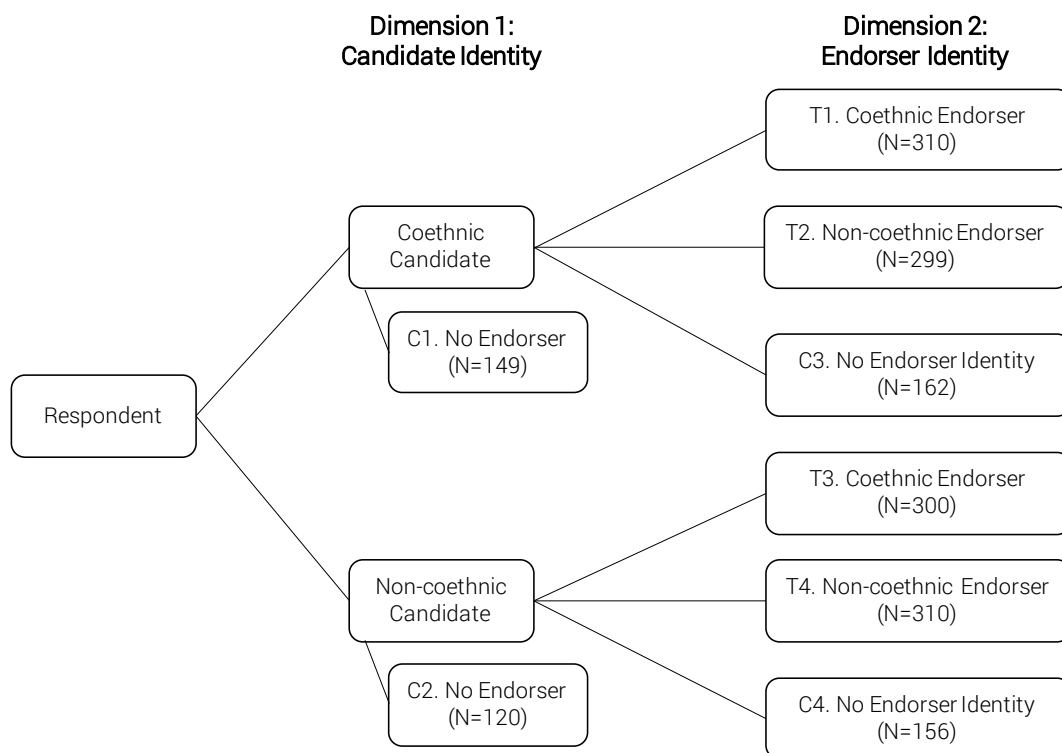 Dimension 1:
Candidate Identity
Dimension 2:
Endorser Identity
T1. Coethnic Endorser
(N=310)
Coethnic
Candidate
T2. Non-coethnic Endorser
(N=299)
C1. No Endorser
(N=149)
C3. No Endorser Identity
(N=162)
Respondent
T3. Coethnic Endorser
(N=300)
Non-coethnic
Candidate
T4. Non-coethnic Endorser
(N=310)
C2. No Endorser
(N=120)
C4. No Endorser Identity
(N=156)